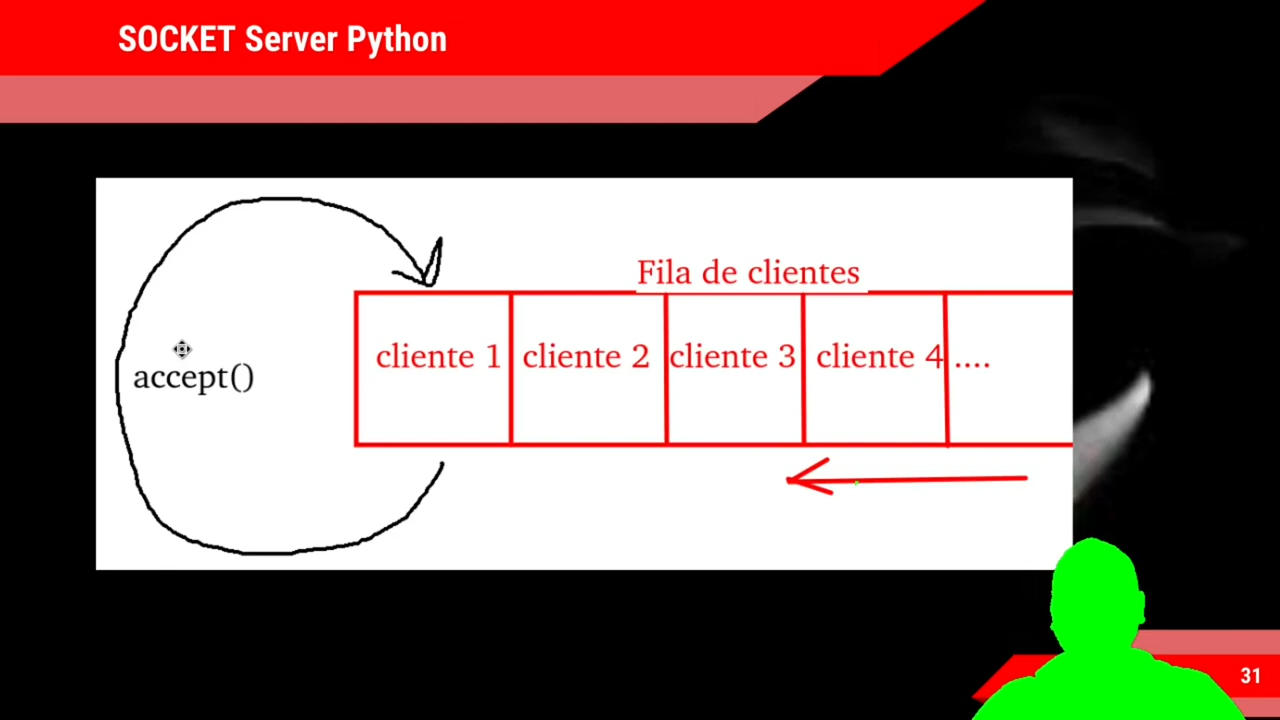 SOCKET Server Python
Fila de clientes
cliente 1 cliente 2 cliente 3 cliente 4 ....
accept()
31